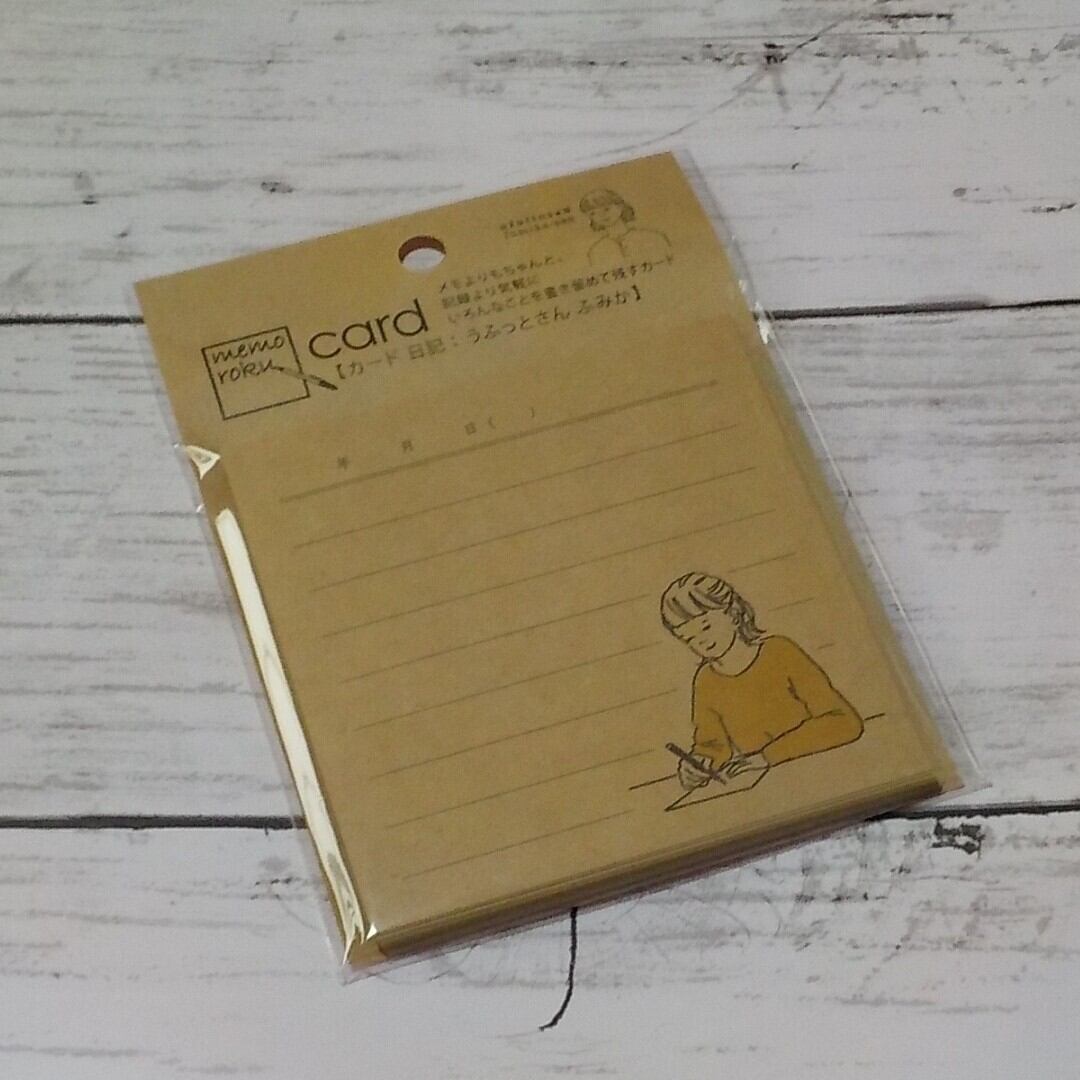 メモよりもちゃんと、
記録より気軽に
いろんなことを書き留めて残すカード
memo
roku
card
【カード 日記：うふっとさん ふみか】
年 月 日( )